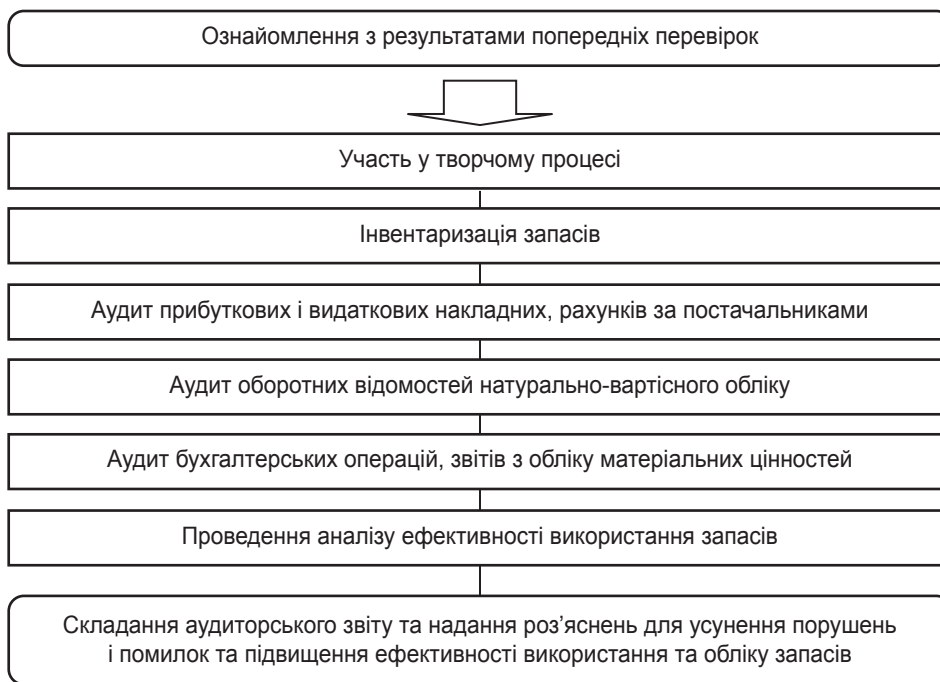 Ознайомлення з результатами попередніх перевірок
Участь у творчому процесі
Інвентаризація запасів
Аудит прибуткових і видаткових накладних, рахунків за постачальниками
Аудит оборотних відомостей натурально-вартісного обліку
Аудит бухгалтерських операцій, звітів з обліку матеріальних цінностей
Проведення аналізу ефективності використання запасів
Складання аудиторського звіту та надання роз'яснень для усунення порушень
і помилок та підвищення ефективності використання та обліку запасів